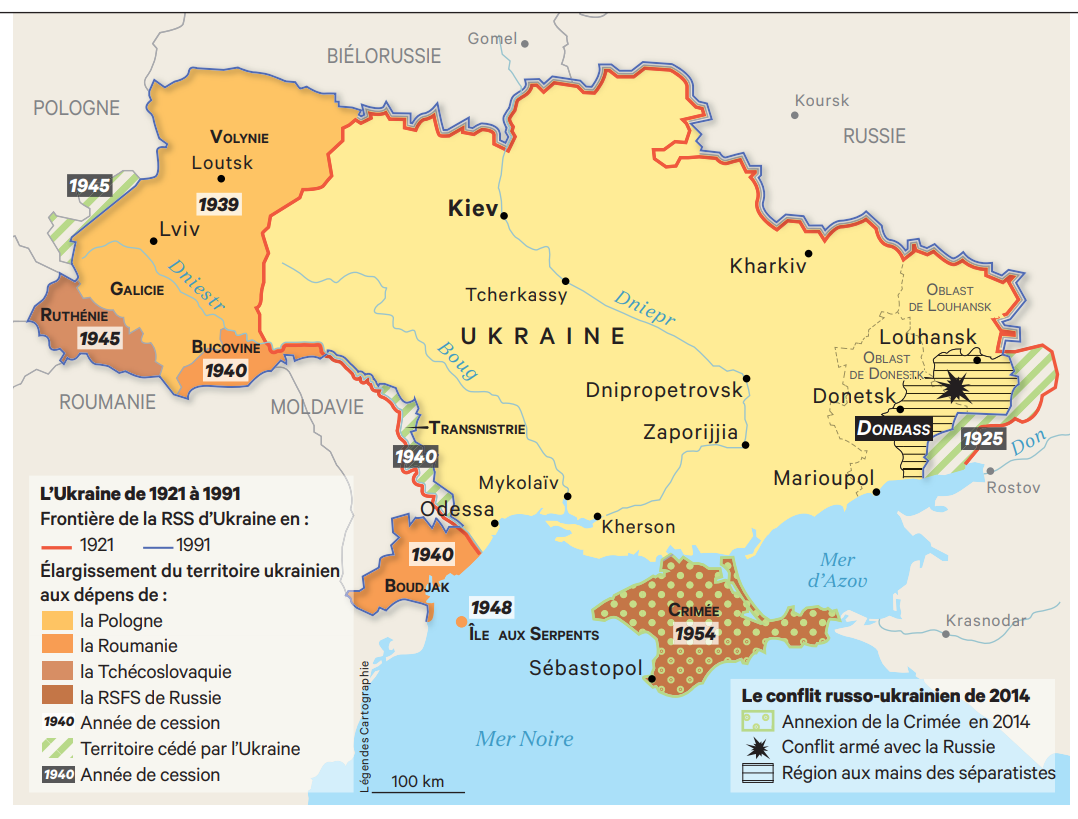 Gomel
BIÉLORUSSIE
POLOGNE
Koursk
RUSSIE
VOLYNIE
Loutsk
1945
1939
Kiev
Lviv
Kharkiv
Dniestr
GALICIE
Tcherkassy
Dniepr
OBLAST
DE LOUHANSK
RUTHÉNIE
1945
UKRAINE
Louhansk
BUCOVINE
1940
Boug
OBLAST
DE DONESTK
ROUMANIE
MOLDAVIE
Dnipropetrovsk
Donetsk
TRANSNISTRIE
Zaporijjia
DONBASS
1925
Don
1940
Marioupol
Rostov
Mykolaïv
Odessa
Kherson
1940
BOUDJAK
Mer
d'Azov
1948
ÎLE AUX SERPENTS
CRIMÉE
1954
Krasnodar
Sébastopol
Mer Noire
L'Ukraine de 1921 à 1991
Frontière de la RSS d'Ukraine en :
1921 1991
Élargissement du territoire ukrainien
aux dépens de :
la Pologne
la Roumanie
la Tchécoslovaquie
la RSFS de Russie
1940 Année de cession
Territoire cédé par l'Ukraine
1940 Année de cession
Légendes Cartographie
100 km
Le conflit russo-ukrainien de 2014
Annexion de la Crimée en 2014
Conflit armé avec la Russie
Région aux mains des séparatistes